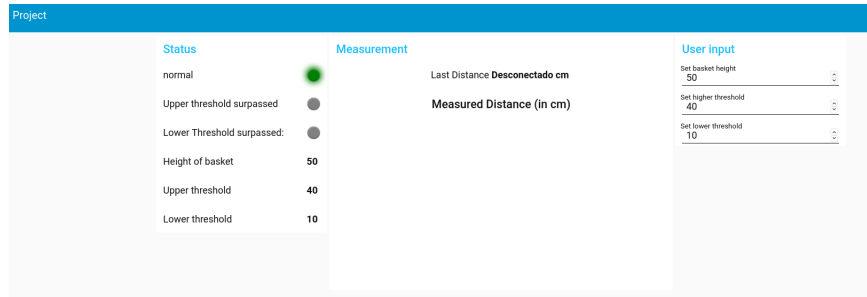 Project
Status
normal
Upper threshold surpassed
Lower Threshold surpassed:
Height of basket 50
Upper threshold 40
Lower threshold 10
Measurement
Last Distance Desconectado cm
Measured Distance (in cm)
User input
Set basket height
50
Set higher threshold
40
Set lower threshold
10